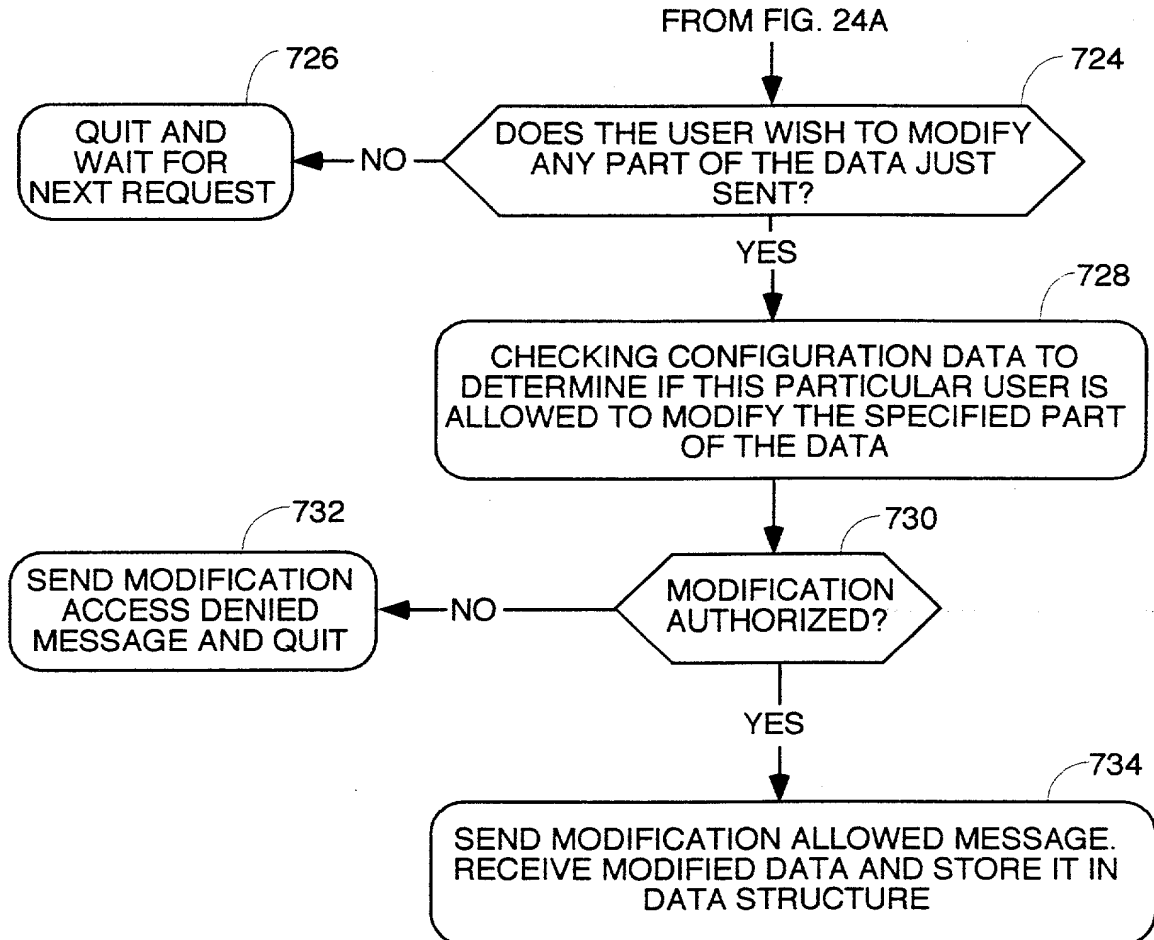 FROM FIG. 24A
726
724
QUIT AND
WAIT FOR
NEXT REQUEST
NO
DOES THE USER WISH TO MODIFY
ANY PART OF THE DATA JUST
SENT?
YES
728
CHECKING CONFIGURATION DATA TO
DETERMINE IF THIS PARTICULAR USER IS
ALLOWED TO MODIFY THE SPECIFIED PART
OF THE DATA
732
730
SEND MODIFICATION
ACCESS DENIED
MESSAGE AND QUIT
NO
MODIFICATION
AUTHORIZED?
YES
734
SEND MODIFICATION ALLOWED MESSAGE.
RECEIVE MODIFIED DATA AND STORE IT IN
DATA STRUCTURE